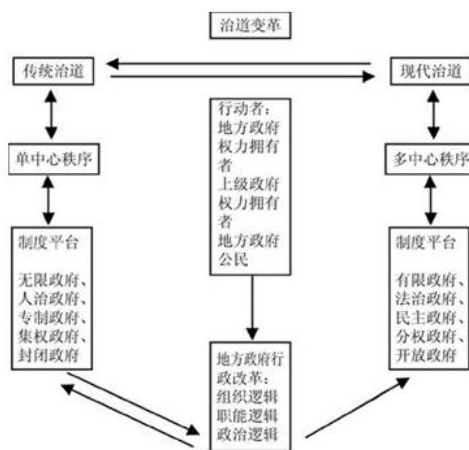 治道变革
传统治道
现代治道
行动者：
地方政府
权力拥有
者
上级政府
权力拥有
者
地方政府
公民
单中心秩序
多中心秩序
制度平台
无限政府、
人治政府、
专制政府、
集权政府、
封闭政府
制度平台
有限政府、
法治政府、
民主政府、
分权政府、
开放政府
地方政府行
政改革：
组织逻辑
职能逻辑
政治逻辑